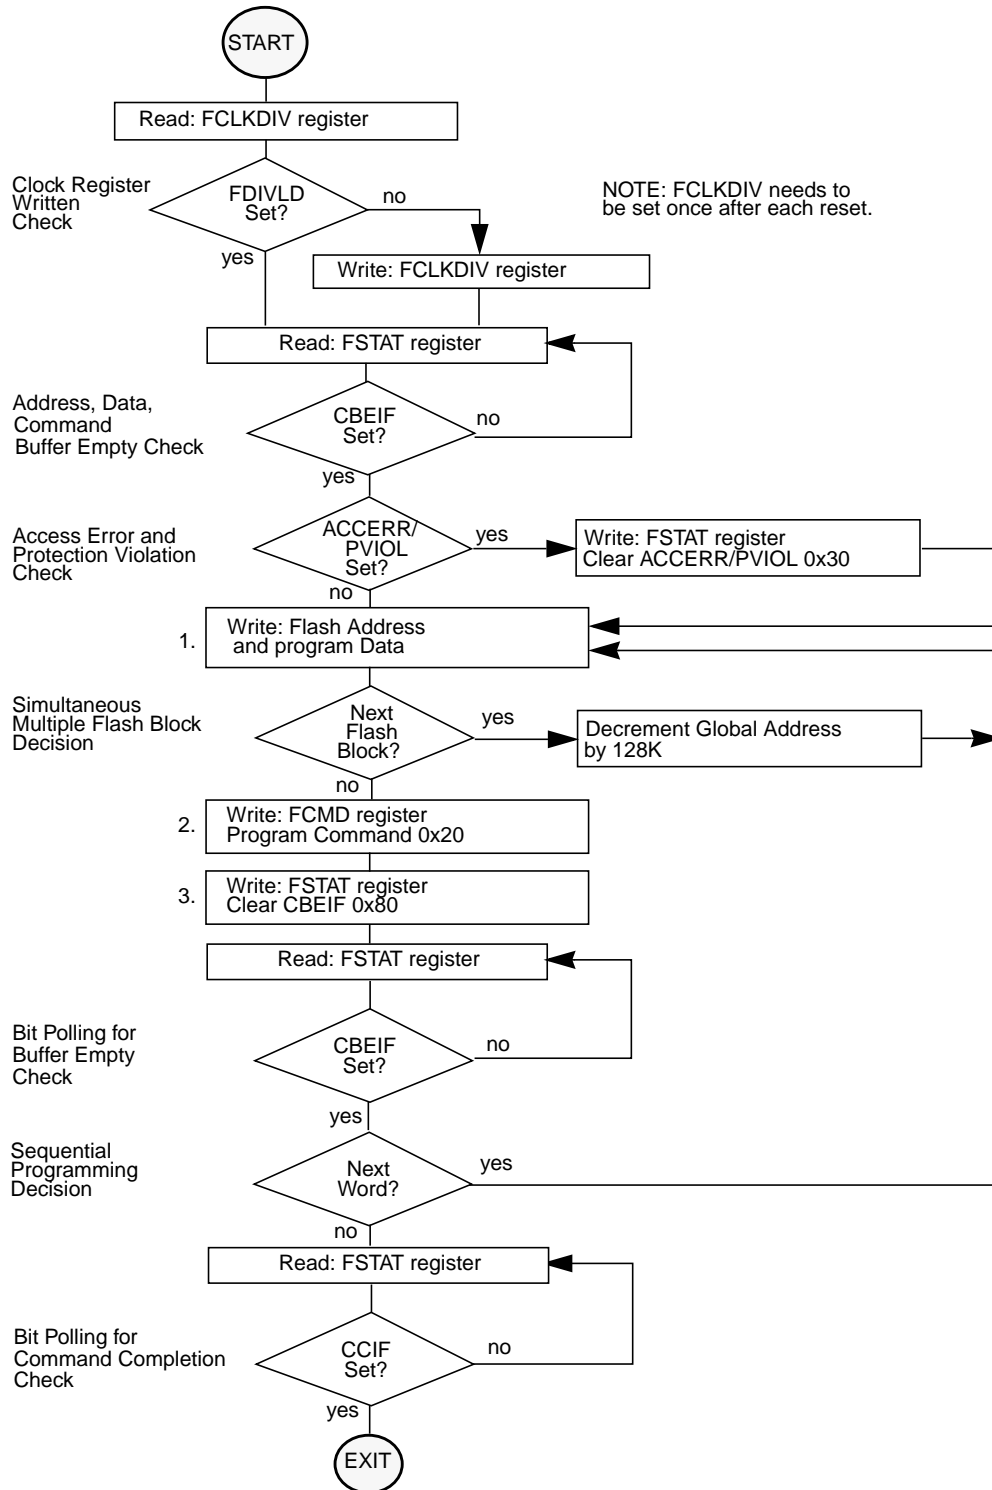 START
Read: FCLKDIV register
Clock Register
Written
Check
FDIVLD
Set?
no
yes
NOTE: FCLKDIV needs to
be set once after each reset.
Write: FCLKDIV register
Read: FSTAT register
Address, Data,
Command
Buffer Empty Check
CBEIF
Set?
no
yes
Access Error and
Protection Violation
Check
ACCERR/
PVIOL
Set?
yes
no
Write: FSTAT register
Clear ACCERR/PVIOL 0x30
1.
Write: Flash Address
and program Data
Simultaneous
Multiple Flash Block
Decision
Next
Flash
Block?
yes
no
Decrement Global Address
by 128K
2.
Write: FCMD register
Program Command 0x20
3.
Write: FSTAT register
Clear CBEIF 0x80
Read: FSTAT register
Bit Polling for
Buffer Empty
Check
CBEIF
Set?
no
yes
Sequential
Programming
Decision
Next
Word?
yes
no
Read: FSTAT register
Bit Polling for
Command Completion
Check
CCIF
Set?
no
yes
EXIT